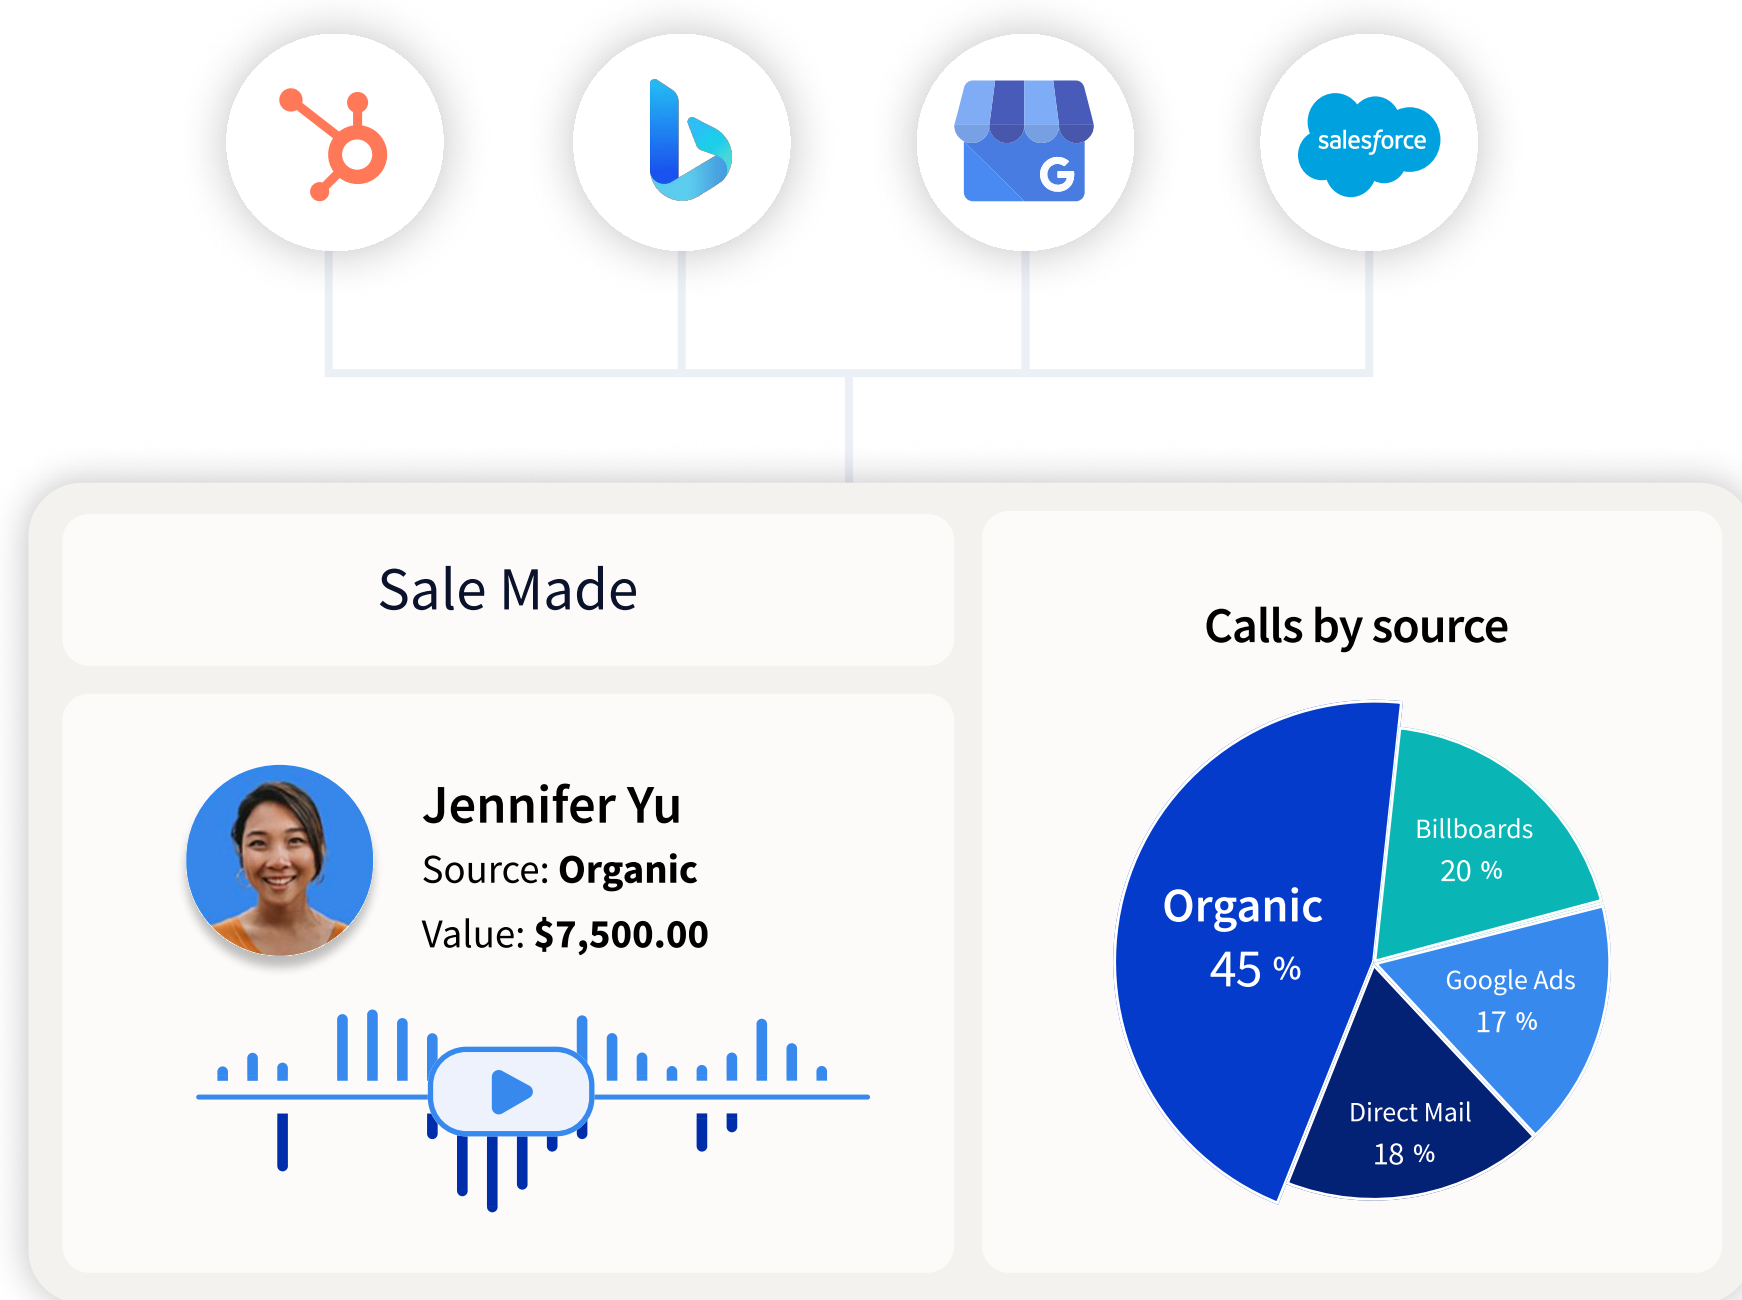 salesforce
Sale Made
Jennifer Yu
Source: Organic
Value: $7,500.00
Calls by source
Billboards
20 %
Organic
45 %
Google Ads
17 %
Direct Mail
18 %
G